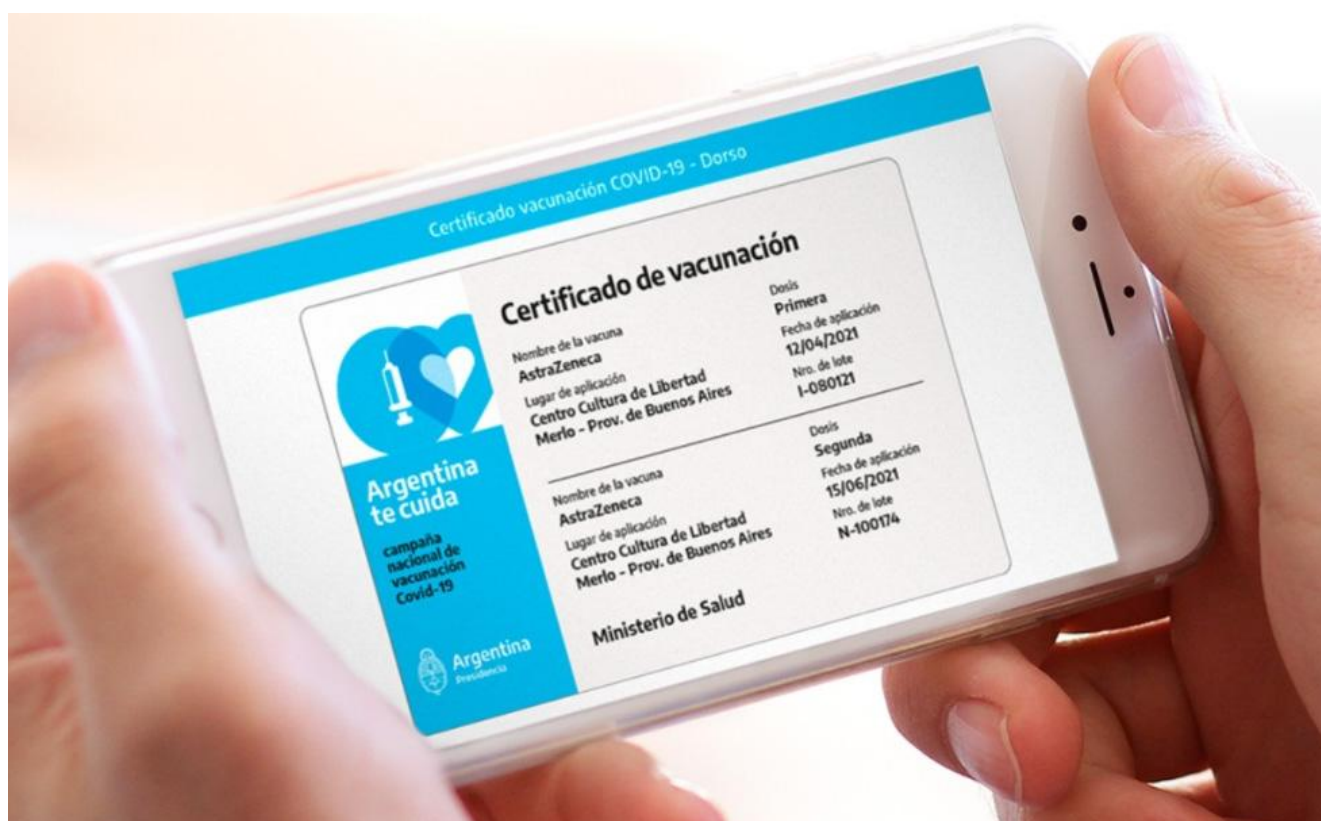 Certificado vacunación COVID-19 - Dorso
Certificado de vacunación
Nombre de la vacuna
AstraZeneca
Lugar de aplicación
Centro Cultura de Libertad
Merlo - Prov. de Buenos Aires
Dosis
Primera
Fecha de aplicación
12/04/2021
Nro. de lote
I-080121
Nombre de la vacuna
AstraZeneca
Lugar de aplicación
Centro Cultura de Libertad
Merlo - Prov. de Buenos Aires
Dosis
Segunda
Fecha de aplicación
15/06/2021
Nro. de lote
N-100174
Ministerio de Salud
Argentina
te cuida
campaña
nacional de
vacunación
Covid-19
Argentina
Presidencia